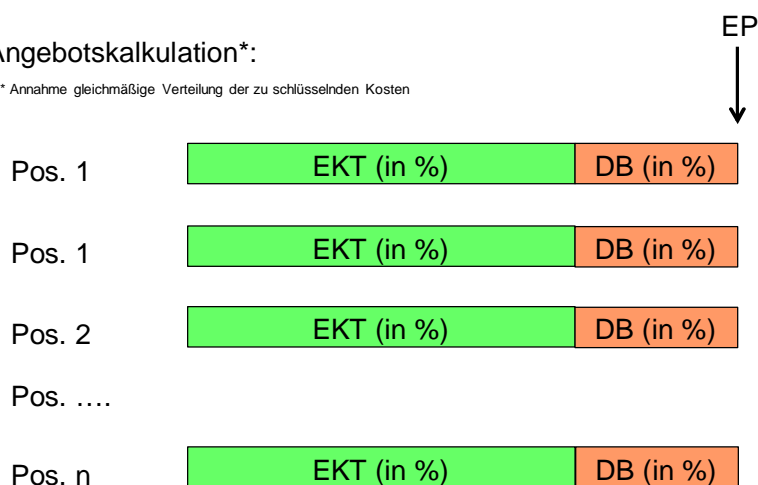 EP
Angebotskalkulation*:
* Annahme gleichmäßige Verteilung der zu schlüsselnden Kosten
Pos. 1 EKT (in %) DB (in %)
Pos. 1 EKT (in %) DB (in %)
Pos. 2 EKT (in %) DB (in %)
Pos. ….
Pos. n EKT (in %) DB (in %)